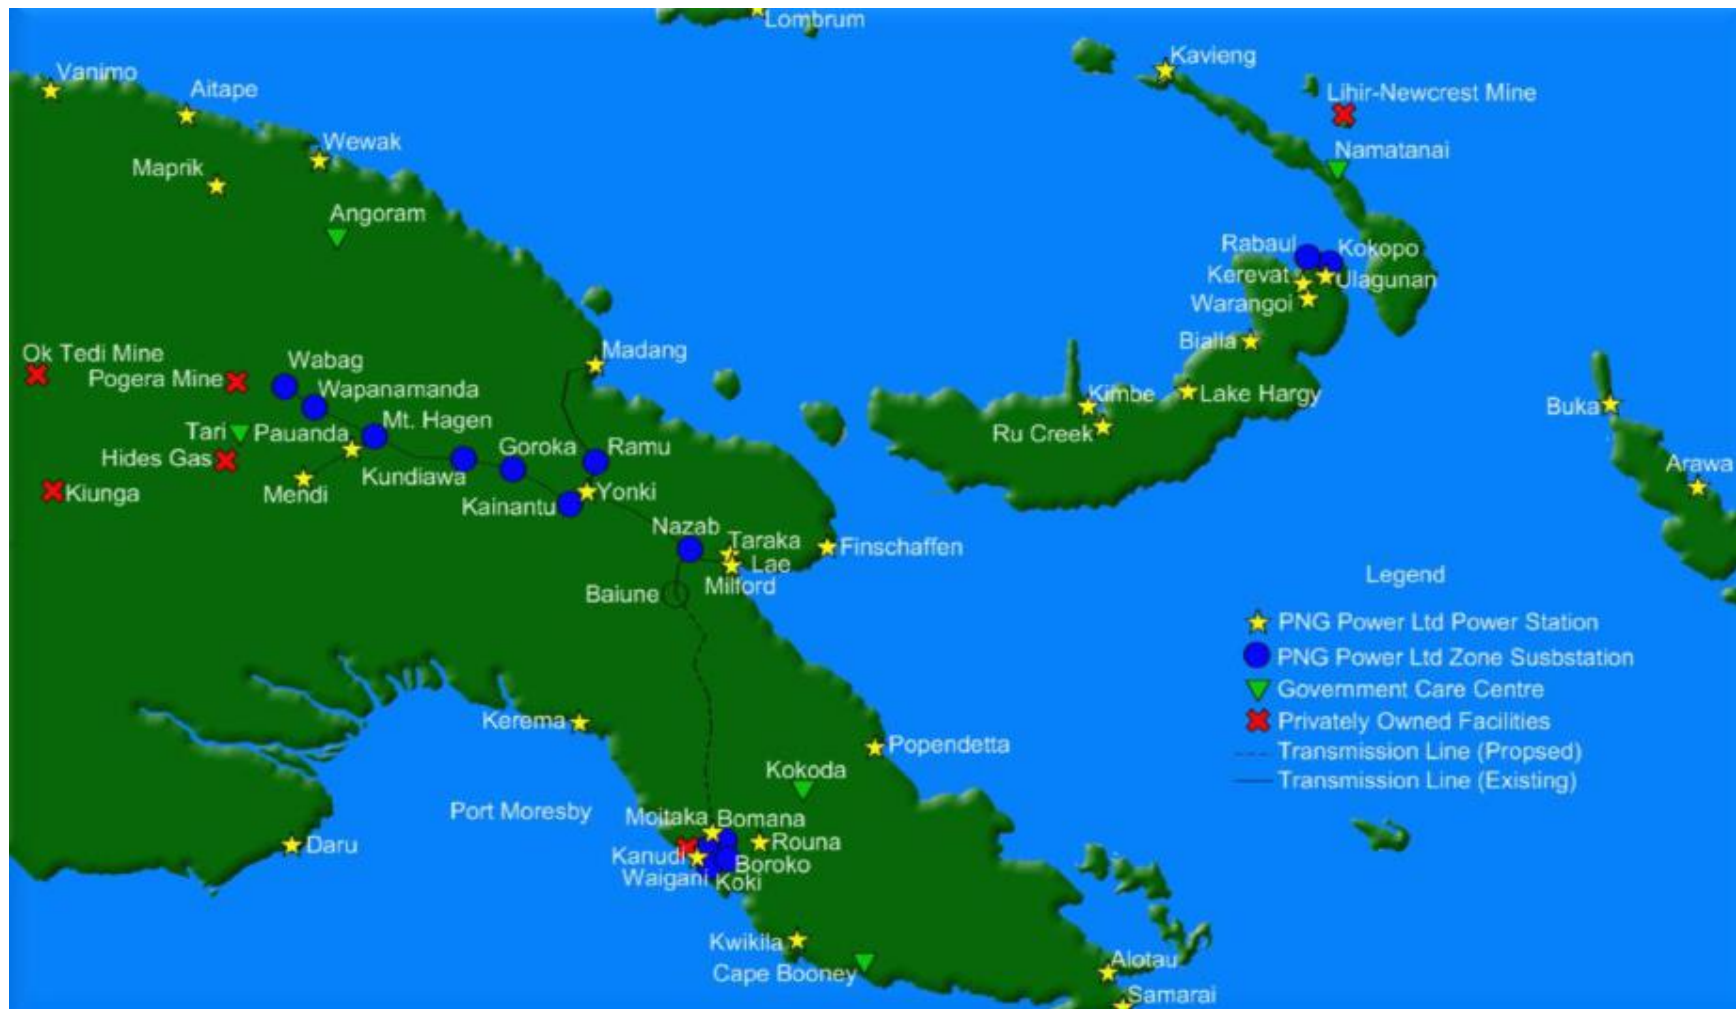 Lombrum
Kavieng
Vanimo
Aitape
Lihir-Newcrest Mine
Wewak
Namatanai
Maprik
Angoram
Rabaul
Kokopo
Kerevat
Ulagunan
Warangoi
Bialla
Madang
Ok Tedi Mine
Wabag
Pogera Mine
Wapanamanda
Kimbe
Lake Hargy
Buka
Mt. Hagen
Tari
Pauanda
Ru Creek
Goroka
Ramu
Hides Gas
Kundiawa
Arawa
Kiunga
Mendi
Yonki
Kainantu
Nazab
Taraka
Finschaffen
Lae
Milford
Baiune
Legend
PNG Power Ltd Power Station
PNG Power Ltd Zone Susbstation
Government Care Centre
Privately Owned Facilities
Transmission Line (Propsed)
Transmission Line (Existing)
Kerema
Popendetta
Kokoda
Port Moresby
Moitaka
Bomana
Daru
Rouna
Kanudi
Boroko
Waigani
Koki
Kwikila
Cape Booney
Alotau
Samarai